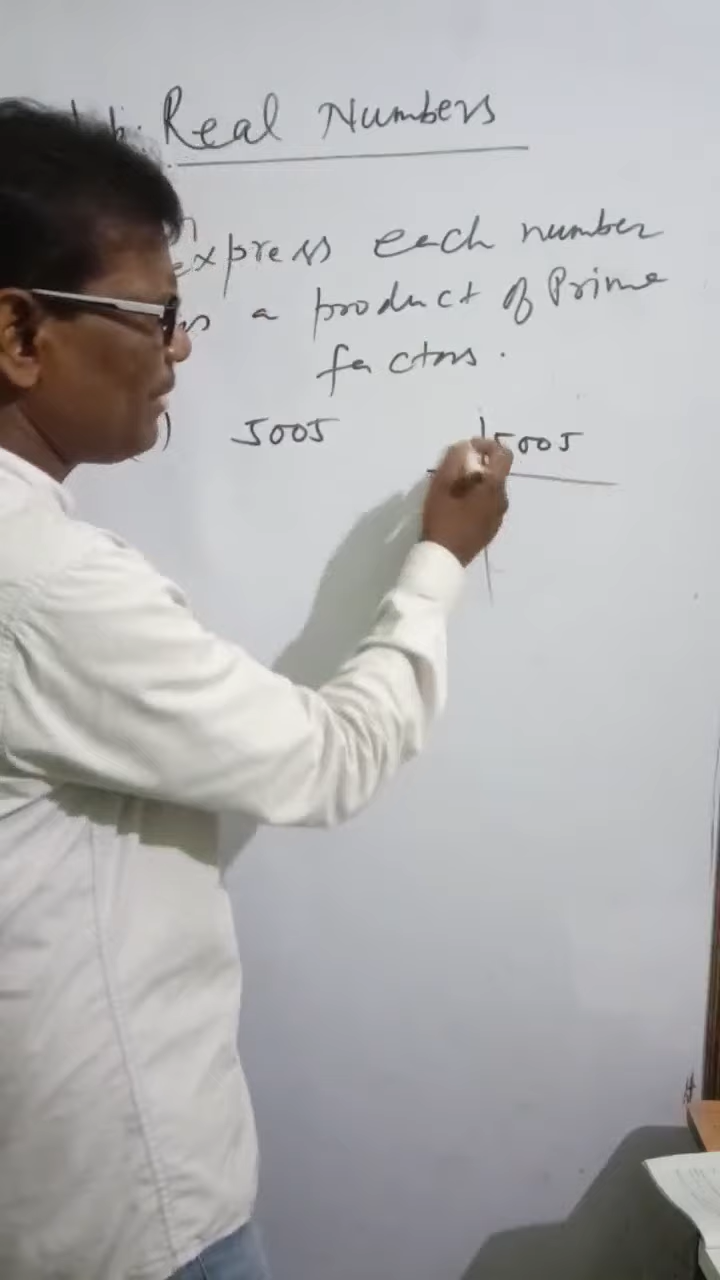 Real Numbers
express each number
a product of Prime
factors.
) 5005 5005